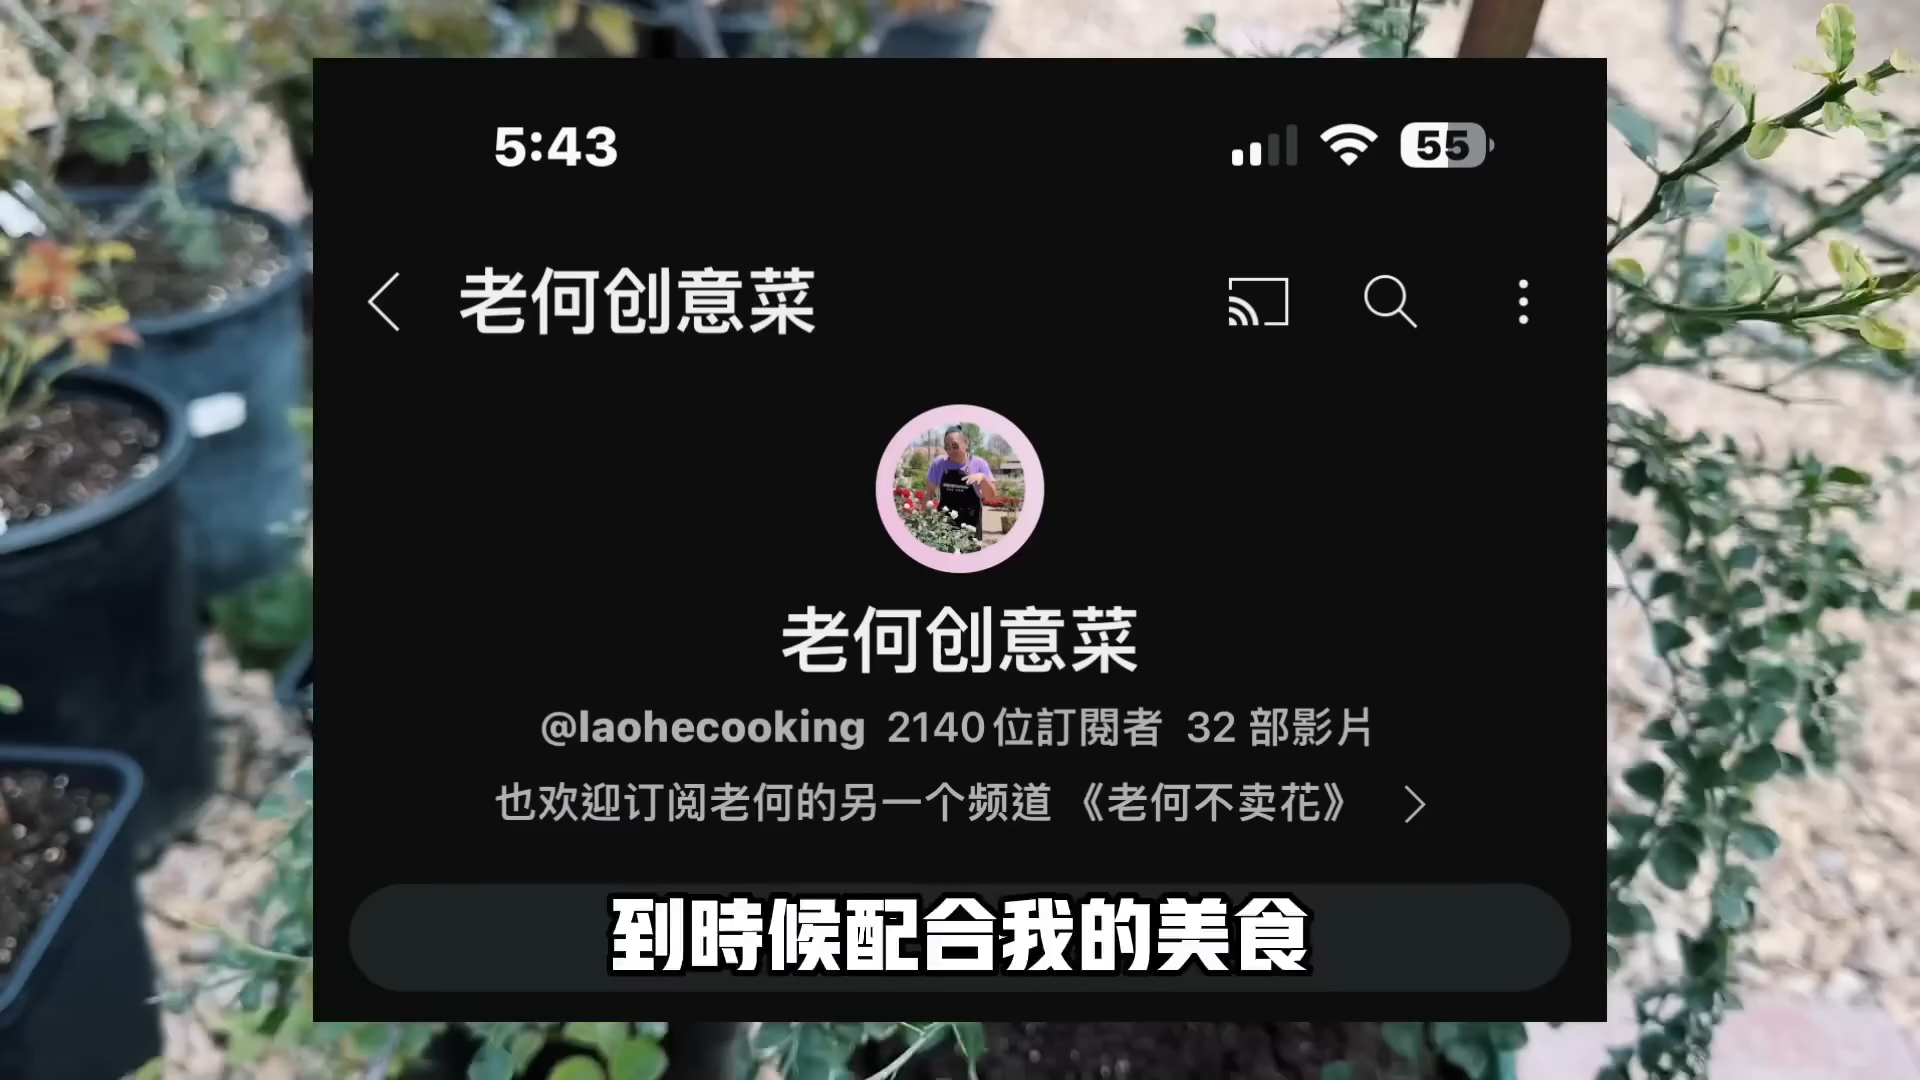 5:43
55
老何创意菜
老何创意菜
@laohecooking 2140位訂閱者 32 部影片
也欢迎订阅老何的另一个频道 《老何不卖花》
到時候配合我的美食